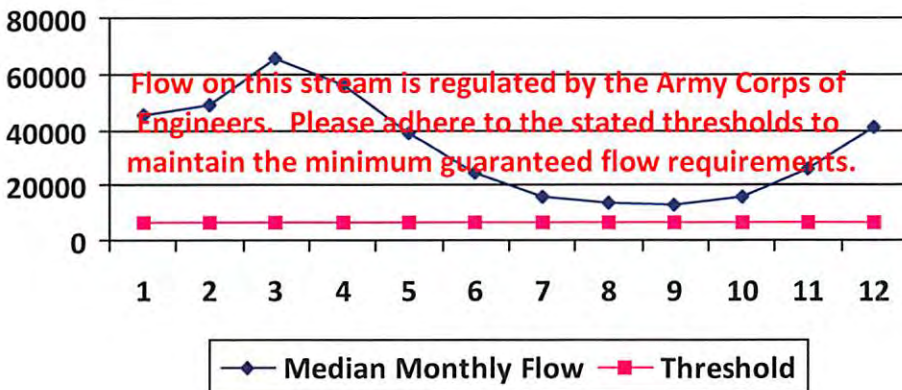 80000
60000
40000
20000
0
Flow on this stream is regulated by the Army Corps of
Engineers. Please adhere to the stated thresholds to
maintain the minimum guaranteed flow requirements.
1 2 3 4 5 6 7 8 9 10 11 12
Median Monthly Flow Threshold